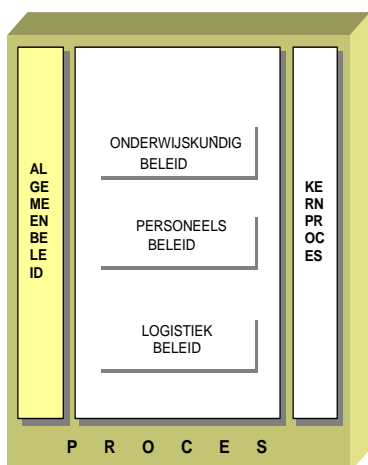 AL
GE
ME
EN
BE
LE
ID
ONDERWIJSKUNDIG
BELEID
PERSONEELS
BELEID
LOGISTIEK
BELEID
KE
RN
PR
OC
ES
P R O C E S